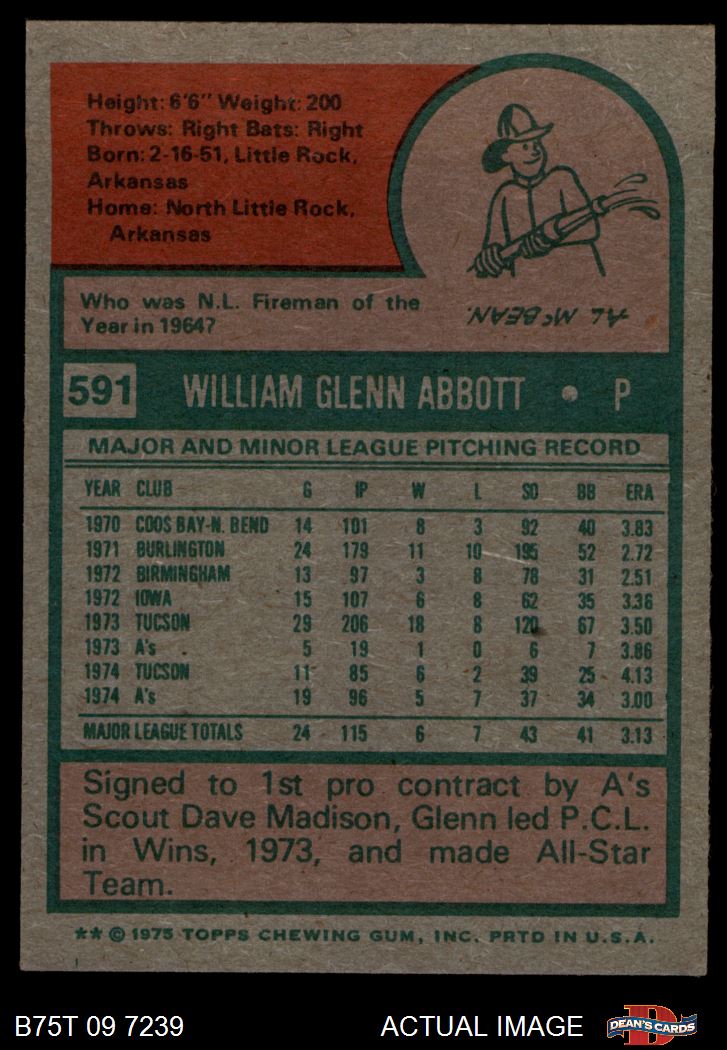 Height: 6'6" Weight: 200
Throws: Right Bats: Right
Born: 2-16-51, Little Rock,
Arkansas
Home: North Little Rock,
Arkansas
Who was N.L. Fireman of the
Year in 1964?
AL McBEAN.
591 WILLIAM GLENN ABBOTT • P
MAJOR AND MINOR LEAGUE PITCHING RECORD
YEAR CLUB G IP W L SO BB ERA
1970 COOS BAY-N. BEND 14 101 8 3 92 40 3.83
1971 BURLINGTON 24 179 11 10 195 52 2.72
1972 BIRMINGHAM 13 97 3 8 78 31 2.51
1972 IOWA 15 107 6 8 62 35 3.36
1973 TUCSON 29 206 18 8 120 67 3.50
1973 A's 5 19 1 0 6 7 3.86
1974 TUCSON 11 85 6 2 39 25 4.13
1974 A's 19 96 5 7 37 34 3.00
MAJOR LEAGUE TOTALS 24 115 6 7 43 41 3.13
Signed to 1st pro contract by A's
Scout Dave Madison, Glenn led P.C.L.
in Wins, 1973, and made All-Star
Team.
** © 1975 TOPPS CHEWING GUM, INC. PRTD IN U.S.A.
B75T 09 7239 ACTUAL IMAGE D DEAN'S CARDS